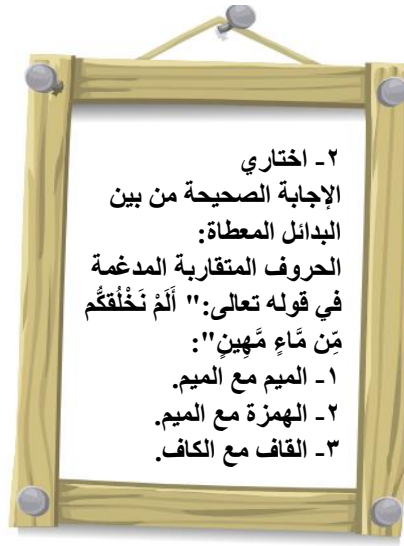 ٢- اختاري
الإجابة الصحيحة من بين
البدائل المعطاة:
الحروف المتقاربة المدغمة
في قوله تعالى:" أَلَمْ نَخْلُقكُّم
مِّن مَّاءٍ مَّهِينٍ":
١- الميم مع الميم.
٢- الهمزة مع الميم.
٣- القاف مع الكاف.